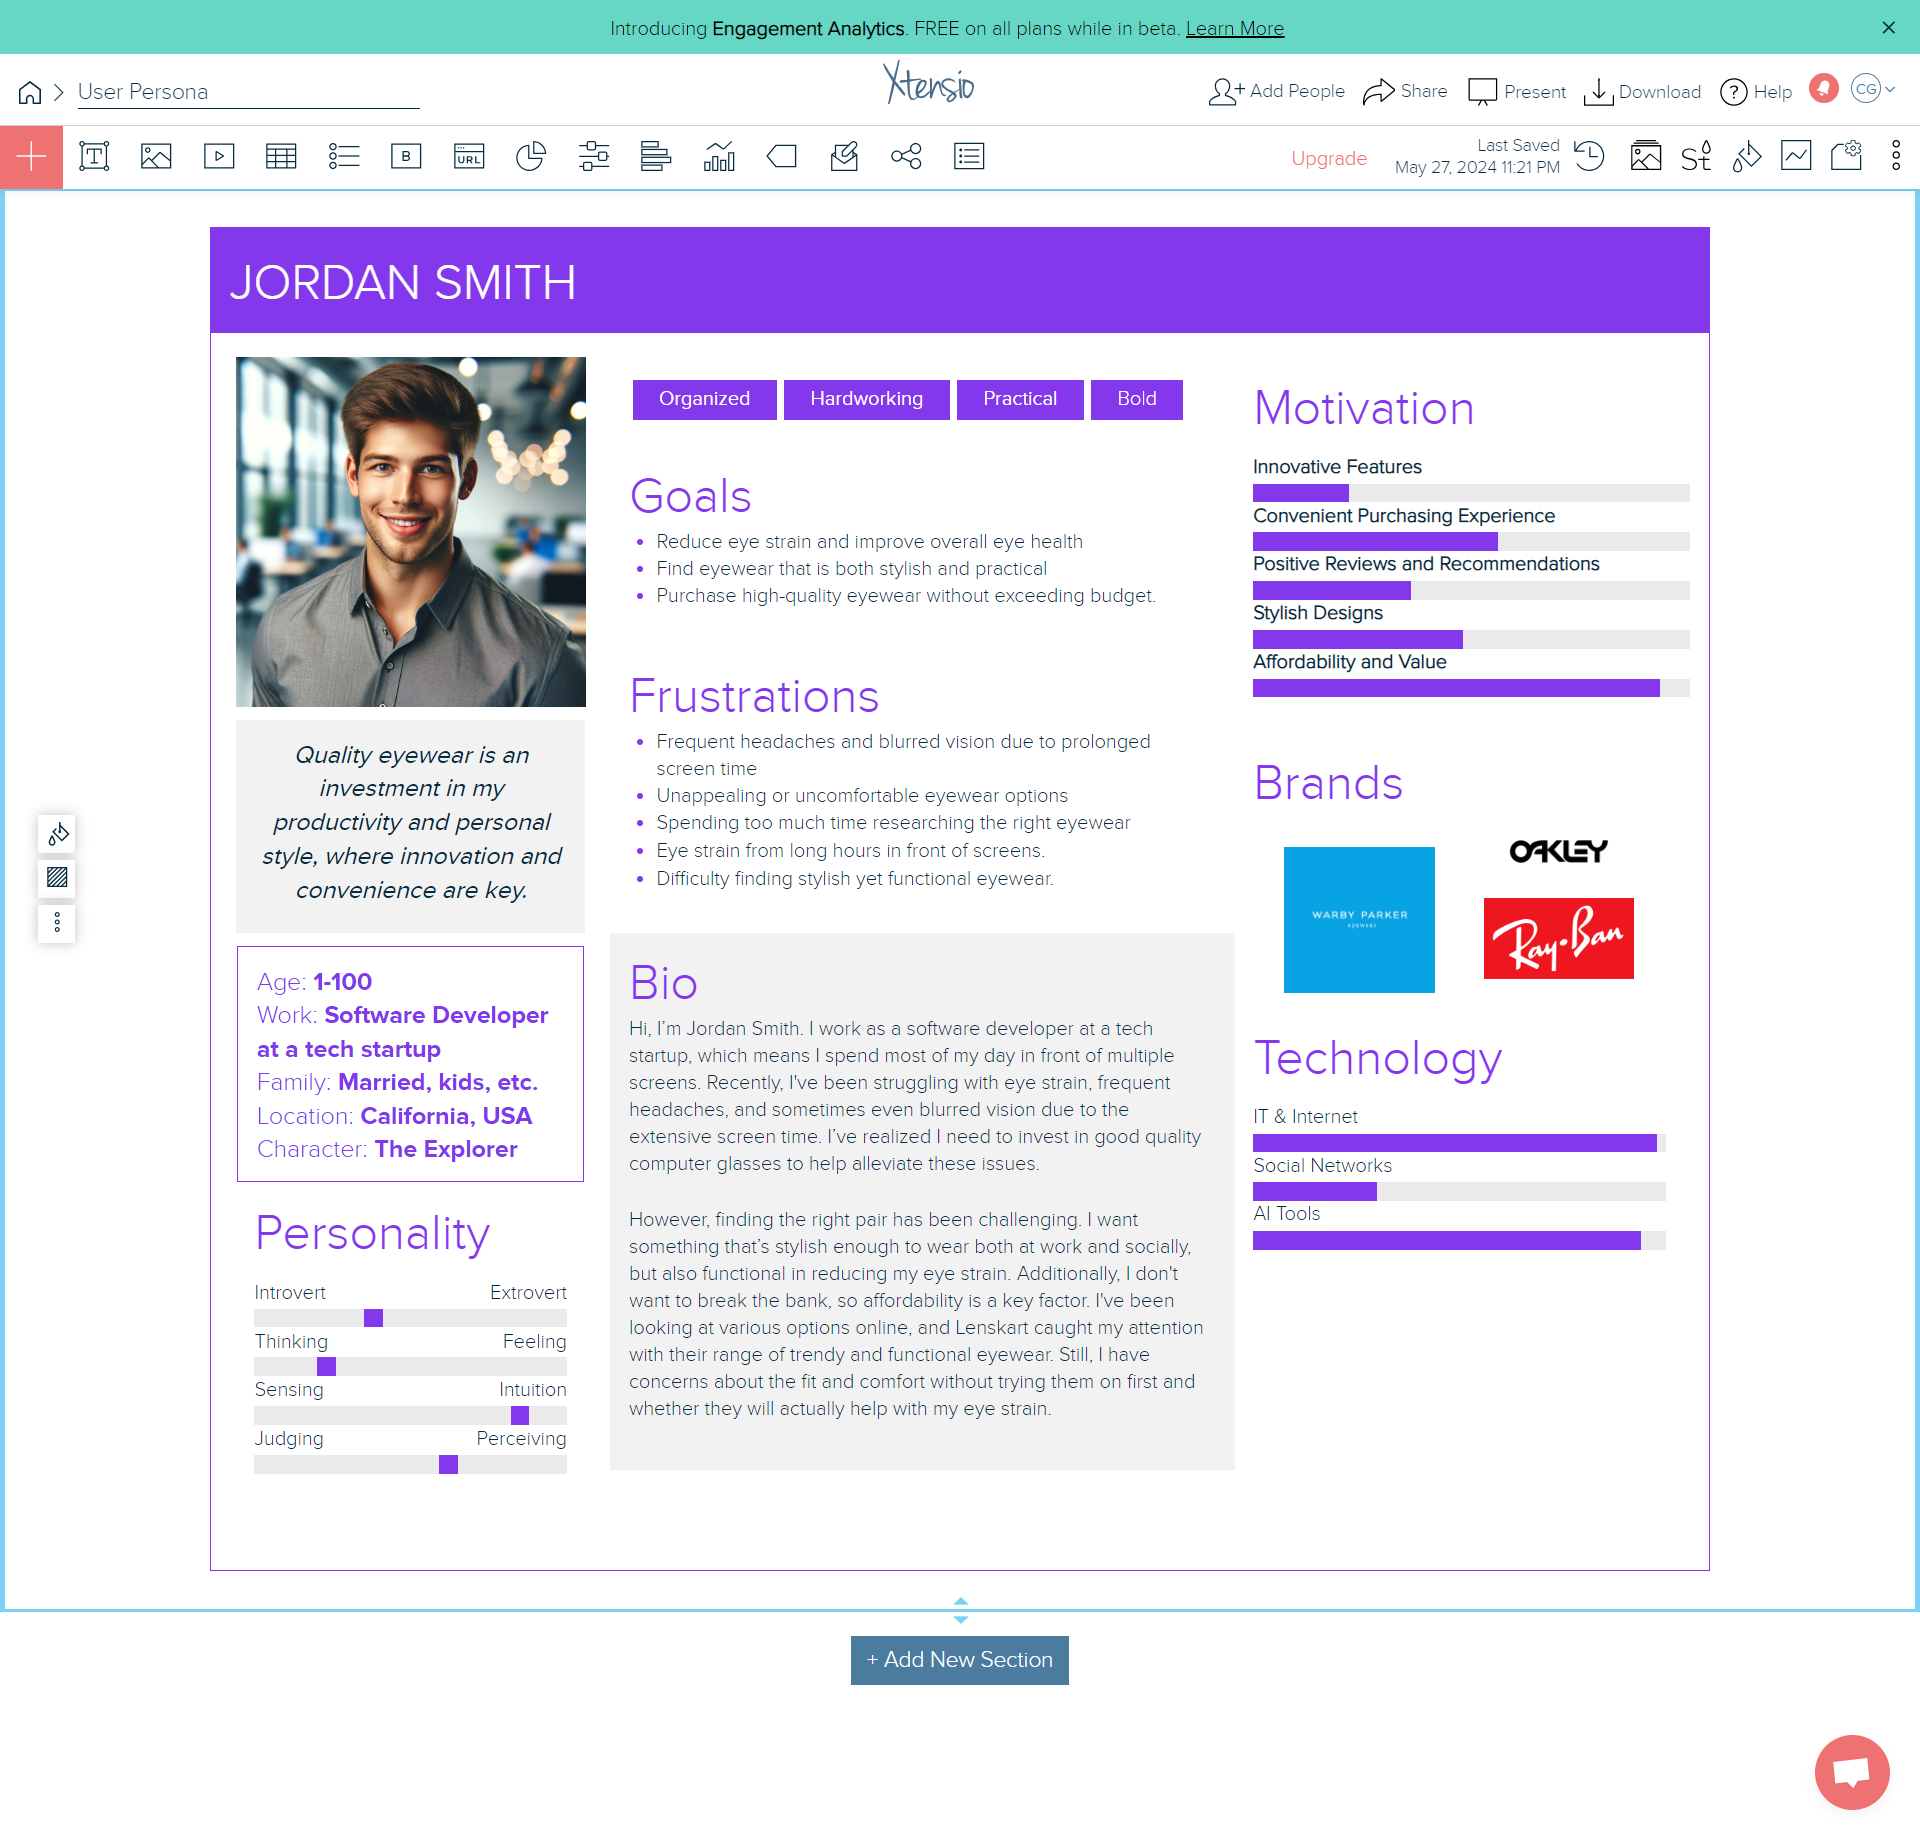 Introducing Engagement Analytics. FREE on all plans while in beta. Learn More
User Persona
Xtensio
Add People
Share
Present
Download
? Help
CG
T
B
URL
Upgrade
Last Saved
May 27, 2024 11:21 PM
St
JORDAN SMITH
Organized
Hardworking
Practical
Bold
Goals
Reduce eye strain and improve overall eye health
Find eyewear that is both stylish and practical
Purchase high-quality eyewear without exceeding budget.
Frustrations
Frequent headaches and blurred vision due to prolonged
screen time
Unappealing or uncomfortable eyewear options
Spending too much time researching the right eyewear
Eye strain from long hours in front of screens.
Difficulty finding stylish yet functional eyewear.
Motivation
Innovative Features
Convenient Purchasing Experience
Positive Reviews and Recommendations
Stylish Designs
Affordability and Value
Quality eyewear is an
investment in my
productivity and personal
style, where innovation and
convenience are key.
Brands
OAKLEY
WARBY PARKER
eyewear
Ray-Ban
Age: 1-100
Work: Software Developer
at a tech startup
Family: Married, kids, etc.
Location: California, USA
Character: The Explorer
Bio
Hi, I’m Jordan Smith. I work as a software developer at a tech
startup, which means I spend most of my day in front of multiple
screens. Recently, I've been struggling with eye strain, frequent
headaches, and sometimes even blurred vision due to the
extensive screen time. I’ve realized I need to invest in good quality
computer glasses to help alleviate these issues.
However, finding the right pair has been challenging. I want
something that’s stylish enough to wear both at work and socially,
but also functional in reducing my eye strain. Additionally, I don't
want to break the bank, so affordability is a key factor. I've been
looking at various options online, and Lenskart caught my attention
with their range of trendy and functional eyewear. Still, I have
concerns about the fit and comfort without trying them on first and
whether they will actually help with my eye strain.
Technology
IT & Internet
Social Networks
AI Tools
Personality
Introvert Extrovert
Thinking Feeling
Sensing Intuition
Judging Perceiving
+ Add New Section